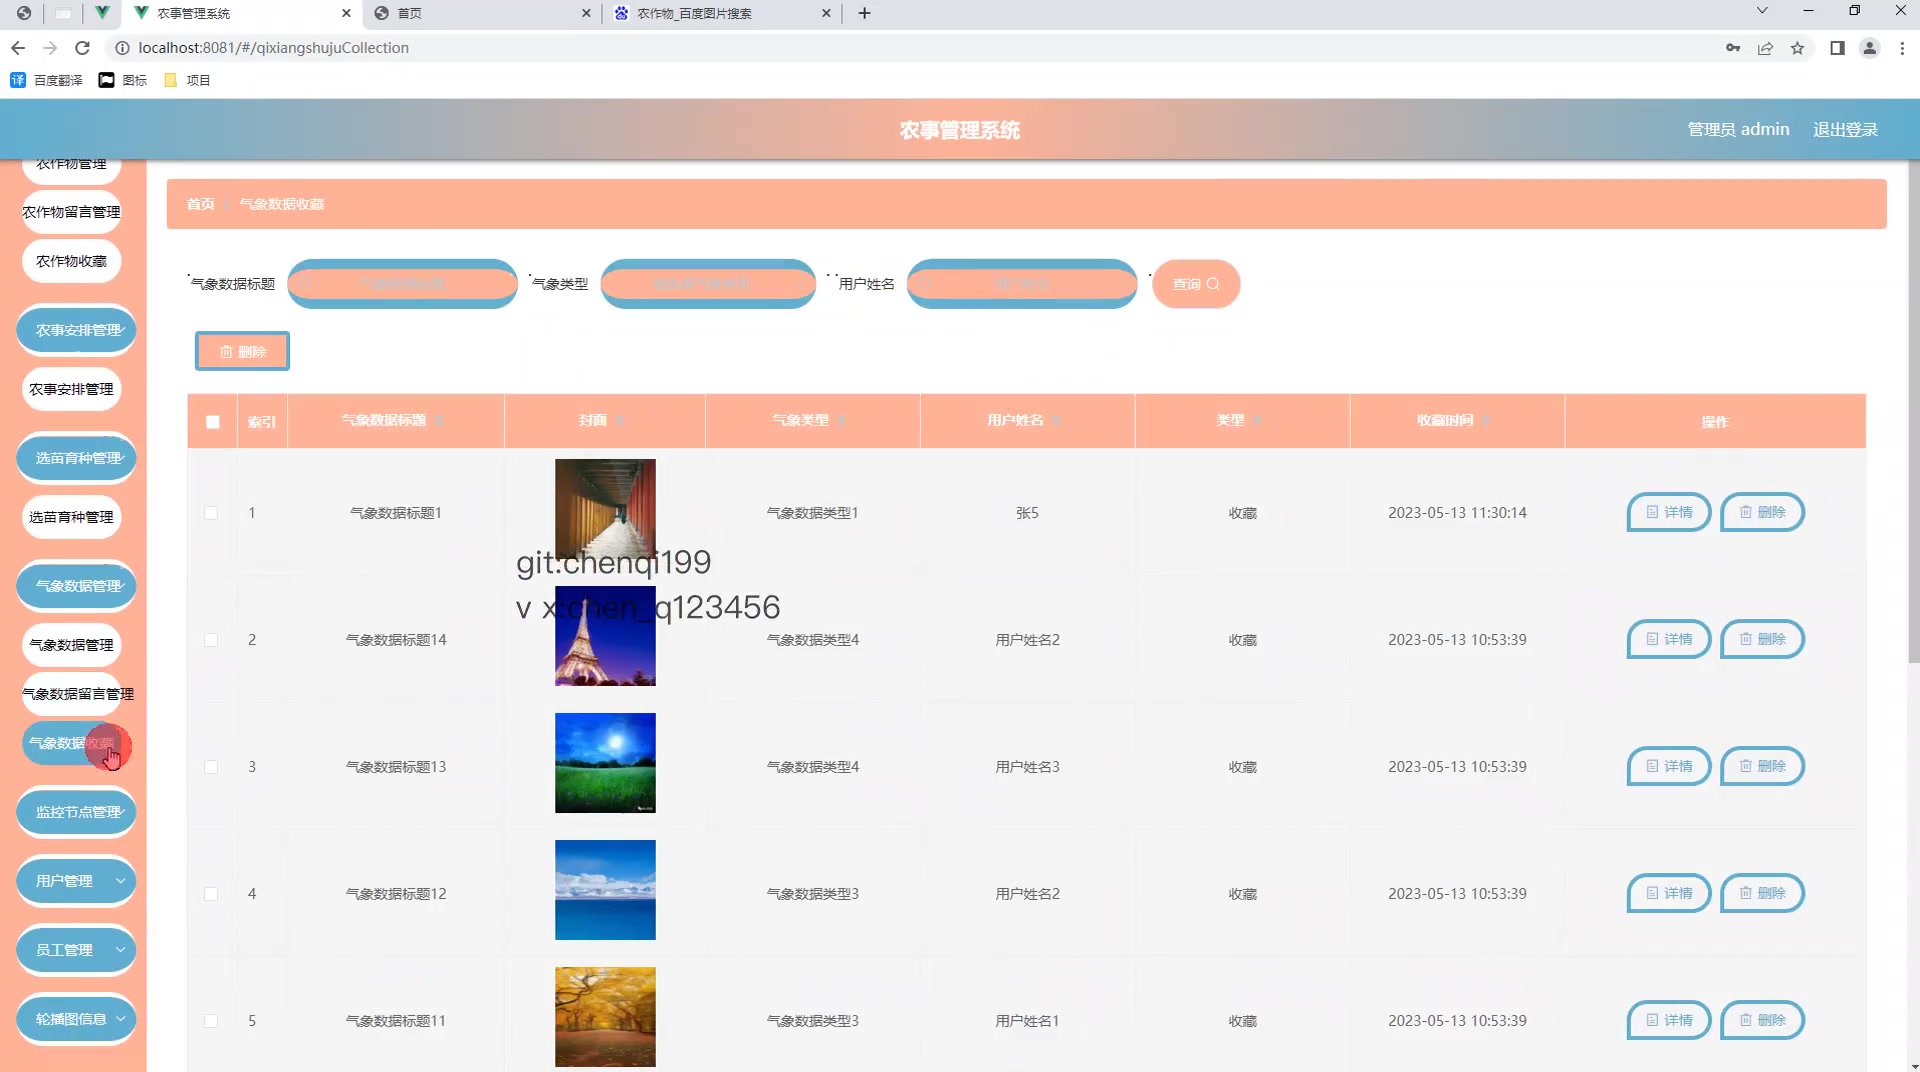 农事管理系统
首页
农作物_百度图片搜索
localhost:8081/#/qixiangshujuCollection
百度翻译
图标
项目
农事管理系统
管理员 admin
退出登录
农作物管理
农作物留言管理
农作物收藏
农事安排管理
农事安排管理
选苗育种管理
选苗育种管理
气象数据管理
气象数据管理
气象数据留言管理
气象数据收藏
监控节点管理
用户管理
员工管理
轮播图信息
首页 / 气象数据收藏
气象数据标题
气象类型
用户姓名
查询
删除
索引 气象数据标题 封面 气象类型 用户姓名 类型 收藏时间 操作
1 气象数据标题1 气象数据类型1 张5 收藏 2023-05-13 11:30:14 详情 删除
git:chenqi199
v x:chen_q123456
2 气象数据标题14 气象数据类型4 用户姓名2 收藏 2023-05-13 10:53:39 详情 删除
3 气象数据标题13 气象数据类型4 用户姓名3 收藏 2023-05-13 10:53:39 详情 删除
4 气象数据标题12 气象数据类型3 用户姓名2 收藏 2023-05-13 10:53:39 详情 删除
5 气象数据标题11 气象数据类型3 用户姓名1 收藏 2023-05-13 10:53:39 详情 删除